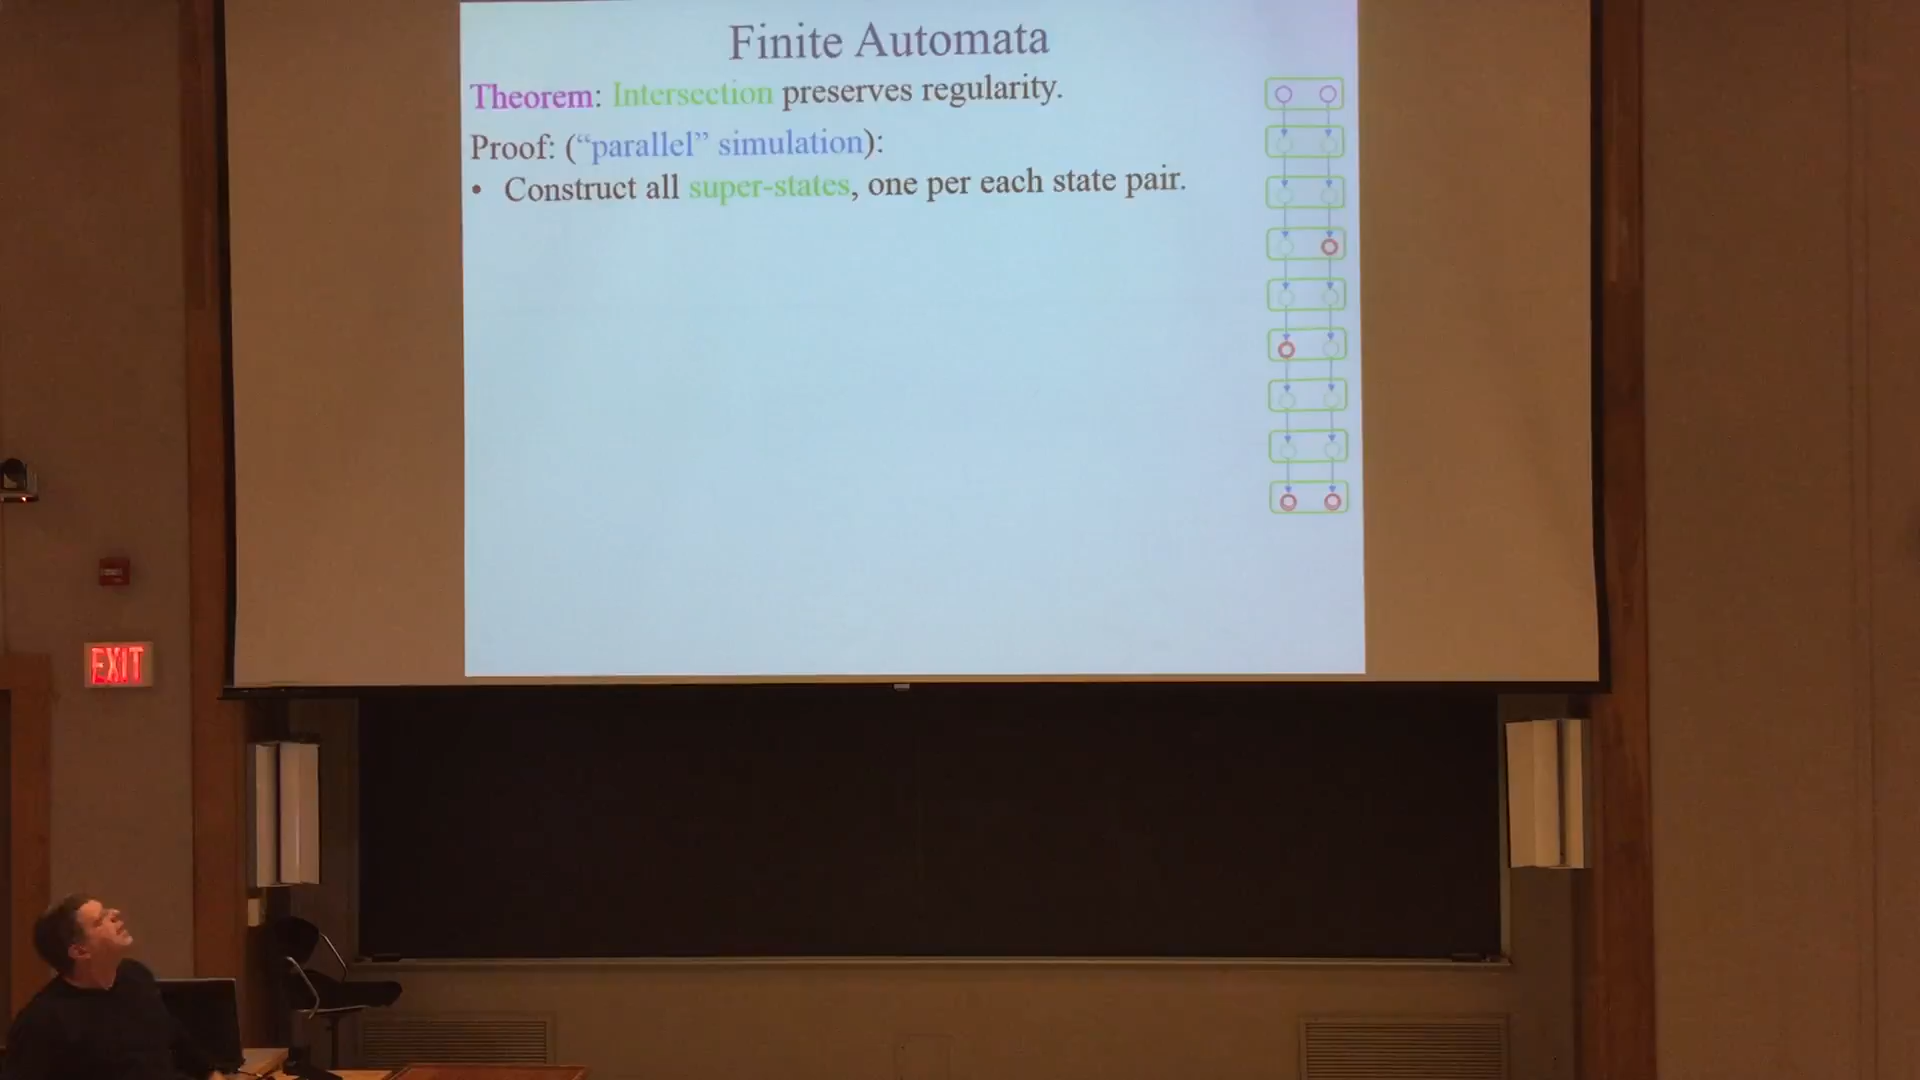 Finite Automata
Theorem: Intersection preserves regularity.
Proof: (“parallel” simulation):
• Construct all super-states, one per each state pair.
EXIT